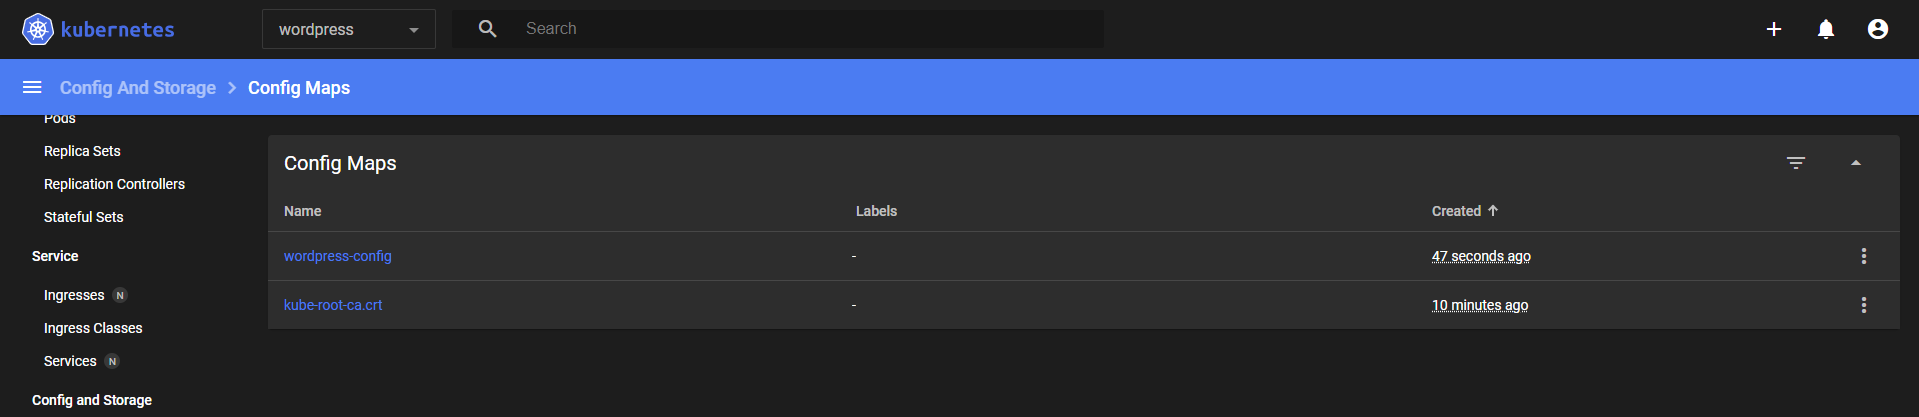 kubernetes
wordpress
Search
Config And Storage
Config Maps
Pods
Replica Sets
Replication Controllers
Stateful Sets
Service
Ingresses N
Ingress Classes
Services N
Config and Storage
Config Maps
Name Labels Created
wordpress-config - 47 seconds ago
kube-root-ca.crt - 10 minutes ago